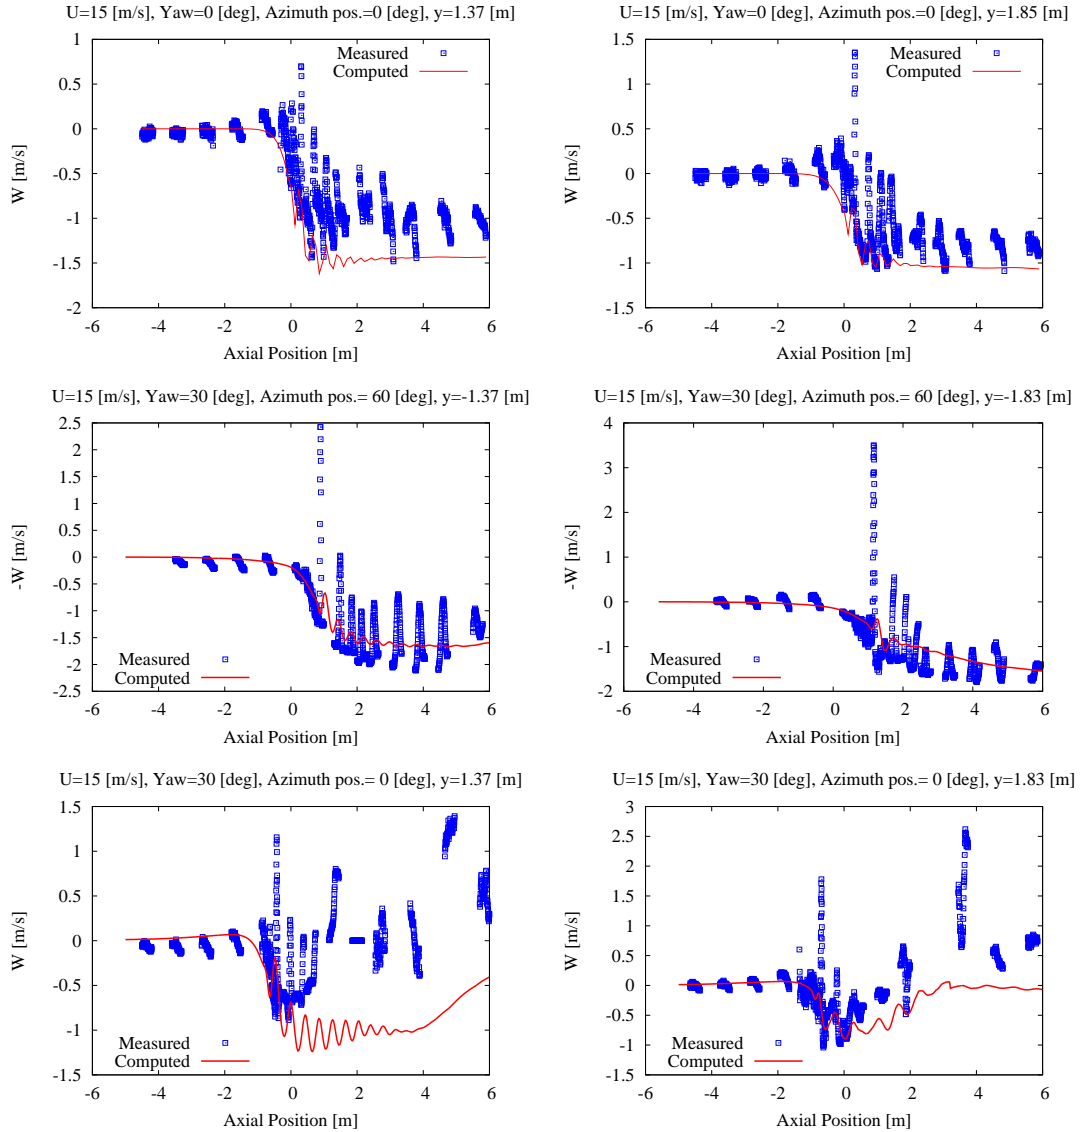 U=15 [m/s], Yaw=0 [deg], Azimuth pos.=0 [deg], y=1.37 [m]
1
0.5
0
-0.5
-1
-1.5
-2
W [m/s]
Measured
Computed
-6 -4 -2 0 2 4 6
Axial Position [m]
U=15 [m/s], Yaw=0 [deg], Azimuth pos.=0 [deg], y=1.85 [m]
1.5
1
0.5
0
-0.5
-1
-1.5
W [m/s]
Measured
Computed
-6 -4 -2 0 2 4 6
Axial Position [m]
U=15 [m/s], Yaw=30 [deg], Azimuth pos.= 60 [deg], y=-1.37 [m]
2.5
2
1.5
1
0.5
0
-0.5
-1
-1.5
-2
-2.5
-W [m/s]
Measured
Computed
-6 -4 -2 0 2 4 6
Axial Position [m]
U=15 [m/s], Yaw=30 [deg], Azimuth pos.= 60 [deg], y=-1.83 [m]
4
3
2
1
0
-1
-2
-W [m/s]
Measured
Computed
-6 -4 -2 0 2 4 6
Axial Position [m]
U=15 [m/s], Yaw=30 [deg], Azimuth pos.= 0 [deg], y=1.37 [m]
1.5
1
0.5
0
-0.5
-1
-1.5
W [m/s]
Measured
Computed
-6 -4 -2 0 2 4 6
Axial Position [m]
U=15 [m/s], Yaw=30 [deg], Azimuth pos.= 0 [deg], y=1.83 [m]
3
2.5
2
1.5
1
0.5
0
-0.5
-1
-1.5
W [m/s]
Measured
Computed
-6 -4 -2 0 2 4 6
Axial Position [m]